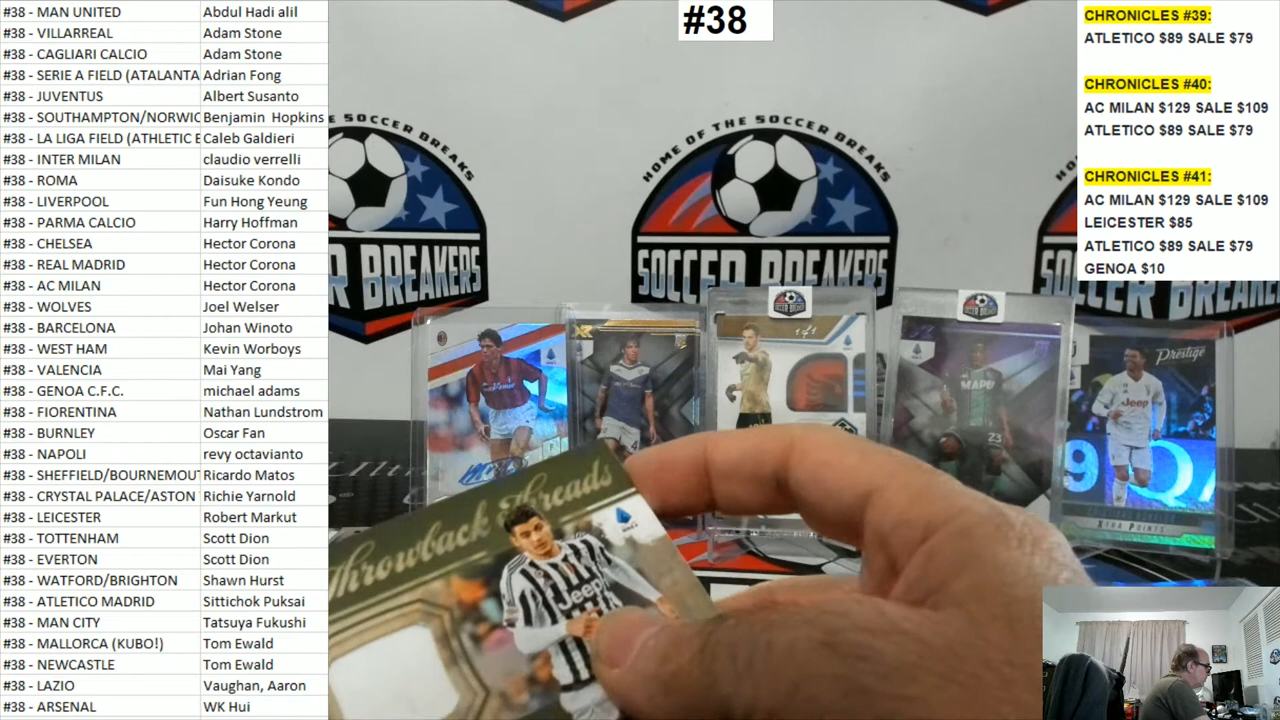 #38 - MAN UNITED Abdul Hadi alil
#38 - VILLARREAL Adam Stone
#38 - CAGLIARI CALCIO Adam Stone
#38 - SERIE A FIELD (ATALANTA Adrian Fong
#38 - JUVENTUS Albert Susanto
#38 - SOUTHAMPTON/NORWIC Benjamin Hopkins
#38 - LA LIGA FIELD (ATHLETIC B Caleb Galdieri
#38 - INTER MILAN claudio verrelli
#38 - ROMA Daisuke Kondo
#38 - LIVERPOOL Fun Hong Yeung
#38 - PARMA CALCIO Harry Hoffman
#38 - CHELSEA Hector Corona
#38 - REAL MADRID Hector Corona
#38 - AC MILAN Hector Corona
#38 - WOLVES Joel Welser
#38 - BARCELONA Johan Winoto
#38 - WEST HAM Kevin Worboys
#38 - VALENCIA Mai Yang
#38 - GENOA C.F.C. michael adams
#38 - FIORENTINA Nathan Lundstrom
#38 - BURNLEY Oscar Fan
#38 - NAPOLI revy octavianto
#38 - SHEFFIELD/BOURNEMOUT Ricardo Matos
#38 - CRYSTAL PALACE/ASTON Richie Yarnold
#38 - LEICESTER Robert Markut
#38 - TOTTENHAM Scott Dion
#38 - EVERTON Scott Dion
#38 - WATFORD/BRIGHTON Shawn Hurst
#38 - ATLETICO MADRID Sittichok Puksai
#38 - MAN CITY Tatsuya Fukushi
#38 - MALLORCA (KUBO!) Tom Ewald
#38 - NEWCASTLE Tom Ewald
#38 - LAZIO Vaughan, Aaron
#38 - ARSENAL WK Hui
#38
CHRONICLES #39:
ATLETICO $89 SALE $79
CHRONICLES #40:
AC MILAN $129 SALE $109
ATLETICO $89 SALE $79
CHRONICLES #41:
AC MILAN $129 SALE $109
LEICESTER $85
ATLETICO $89 SALE $79
GENOA $10
E SOCCER BREAKS
R BREAKERS
HOME OF THE SOCCER BREAKS
SOCCER BREAKERS
1/1
MAPEI
23
Prestige
Jeep
XTRA POINTS
Throwback Threads
Jeep